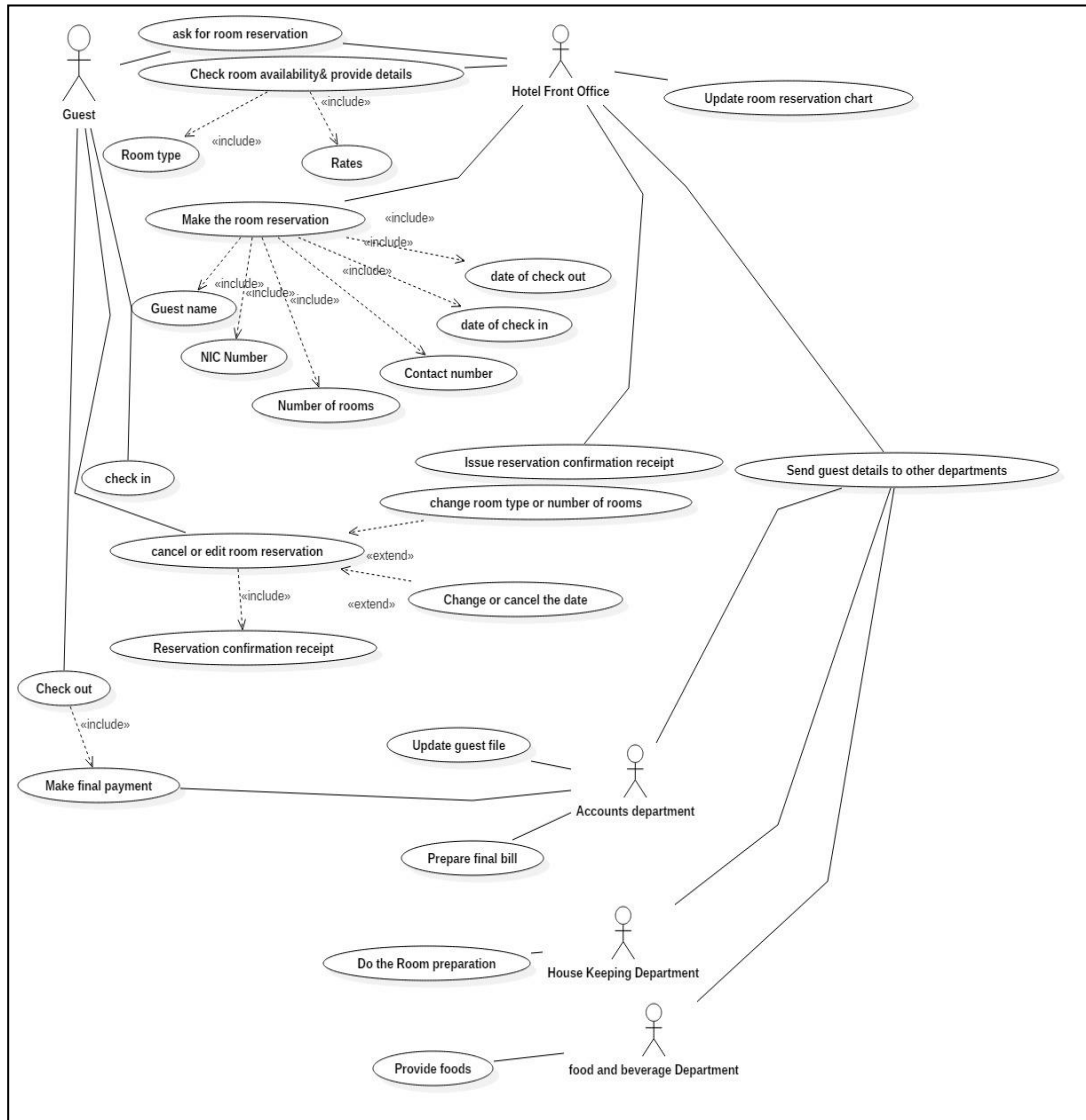 ask for room reservation
Check room availability& provide details
Guest
Hotel Front Office
Update room reservation chart
«include»
«include»
Room type
Rates
Make the room reservation
«include»
«include»
«include»
«include»
«include»
«include»
date of check out
Guest name
date of check in
NIC Number
Contact number
Number of rooms
check in
Issue reservation confirmation receipt
Send guest details to other departments
change room type or number of rooms
cancel or edit room reservation
«extend»
«include»
«extend»
Change or cancel the date
Reservation confirmation receipt
Check out
«include»
Update guest file
Make final payment
Accounts department
Prepare final bill
Do the Room preparation
House Keeping Department
Provide foods
food and beverage Department